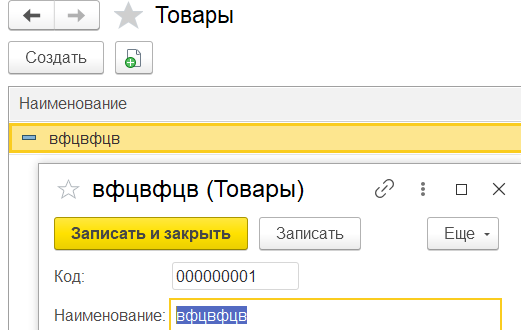 Товары
Создать
Наименование
вфцвфцв
вфцвфцв (Товары)
Записать и закрыть Записать Еще
Код: 000000001
Наименование: вфцвфцв